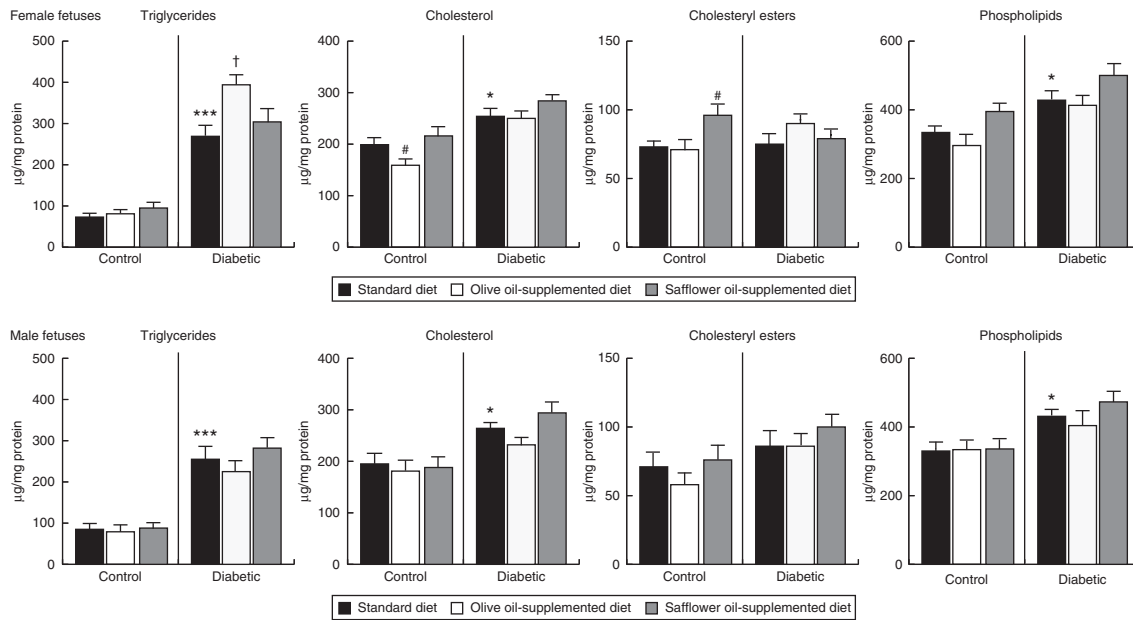 Female fetuses
Triglycerides
Cholesterol
Cholesteryl esters
Phospholipids
500
400
300
200
100
0
µg/mg protein
***
†
Control
Diabetic
400
300
200
100
0
µg/mg protein
#
*
Control
Diabetic
150
100
50
0
µg/mg protein
#
Control
Diabetic
600
400
200
0
µg/mg protein
*
Control
Diabetic
Standard diet Olive oil-supplemented diet Safflower oil-supplemented diet
Male fetuses
Triglycerides
Cholesterol
Cholesteryl esters
Phospholipids
500
400
300
200
100
0
µg/mg protein
***
Control
Diabetic
400
300
200
100
0
µg/mg protein
*
Control
Diabetic
150
100
50
0
µg/mg protein
Control
Diabetic
600
400
200
0
µg/mg protein
*
Control
Diabetic
Standard diet Olive oil-supplemented diet Safflower oil-supplemented diet